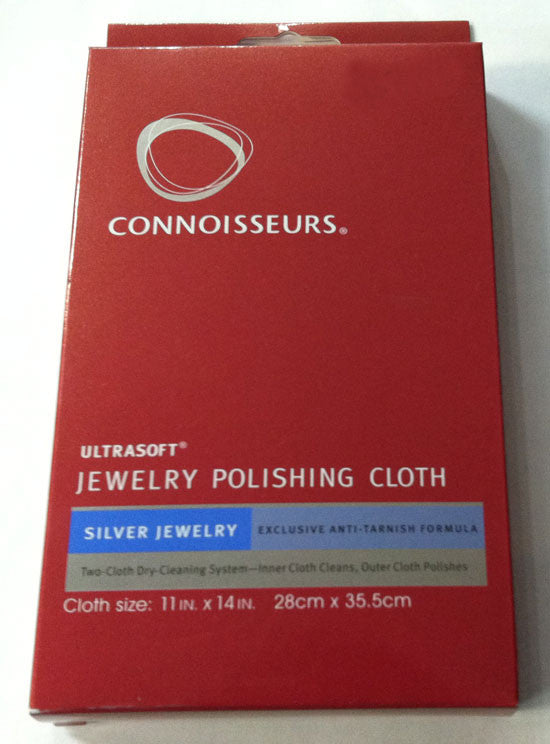 CONNOISSEURS®
ULTRASOFT®
JEWELRY POLISHING CLOTH
SILVER JEWELRY EXCLUSIVE ANTI-TARNISH FORMULA
Two-Cloth Dry-Cleaning System—Inner Cloth Cleans, Outer Cloth Polishes
Cloth size: 11IN. x 14IN. 28cm x 35.5cm